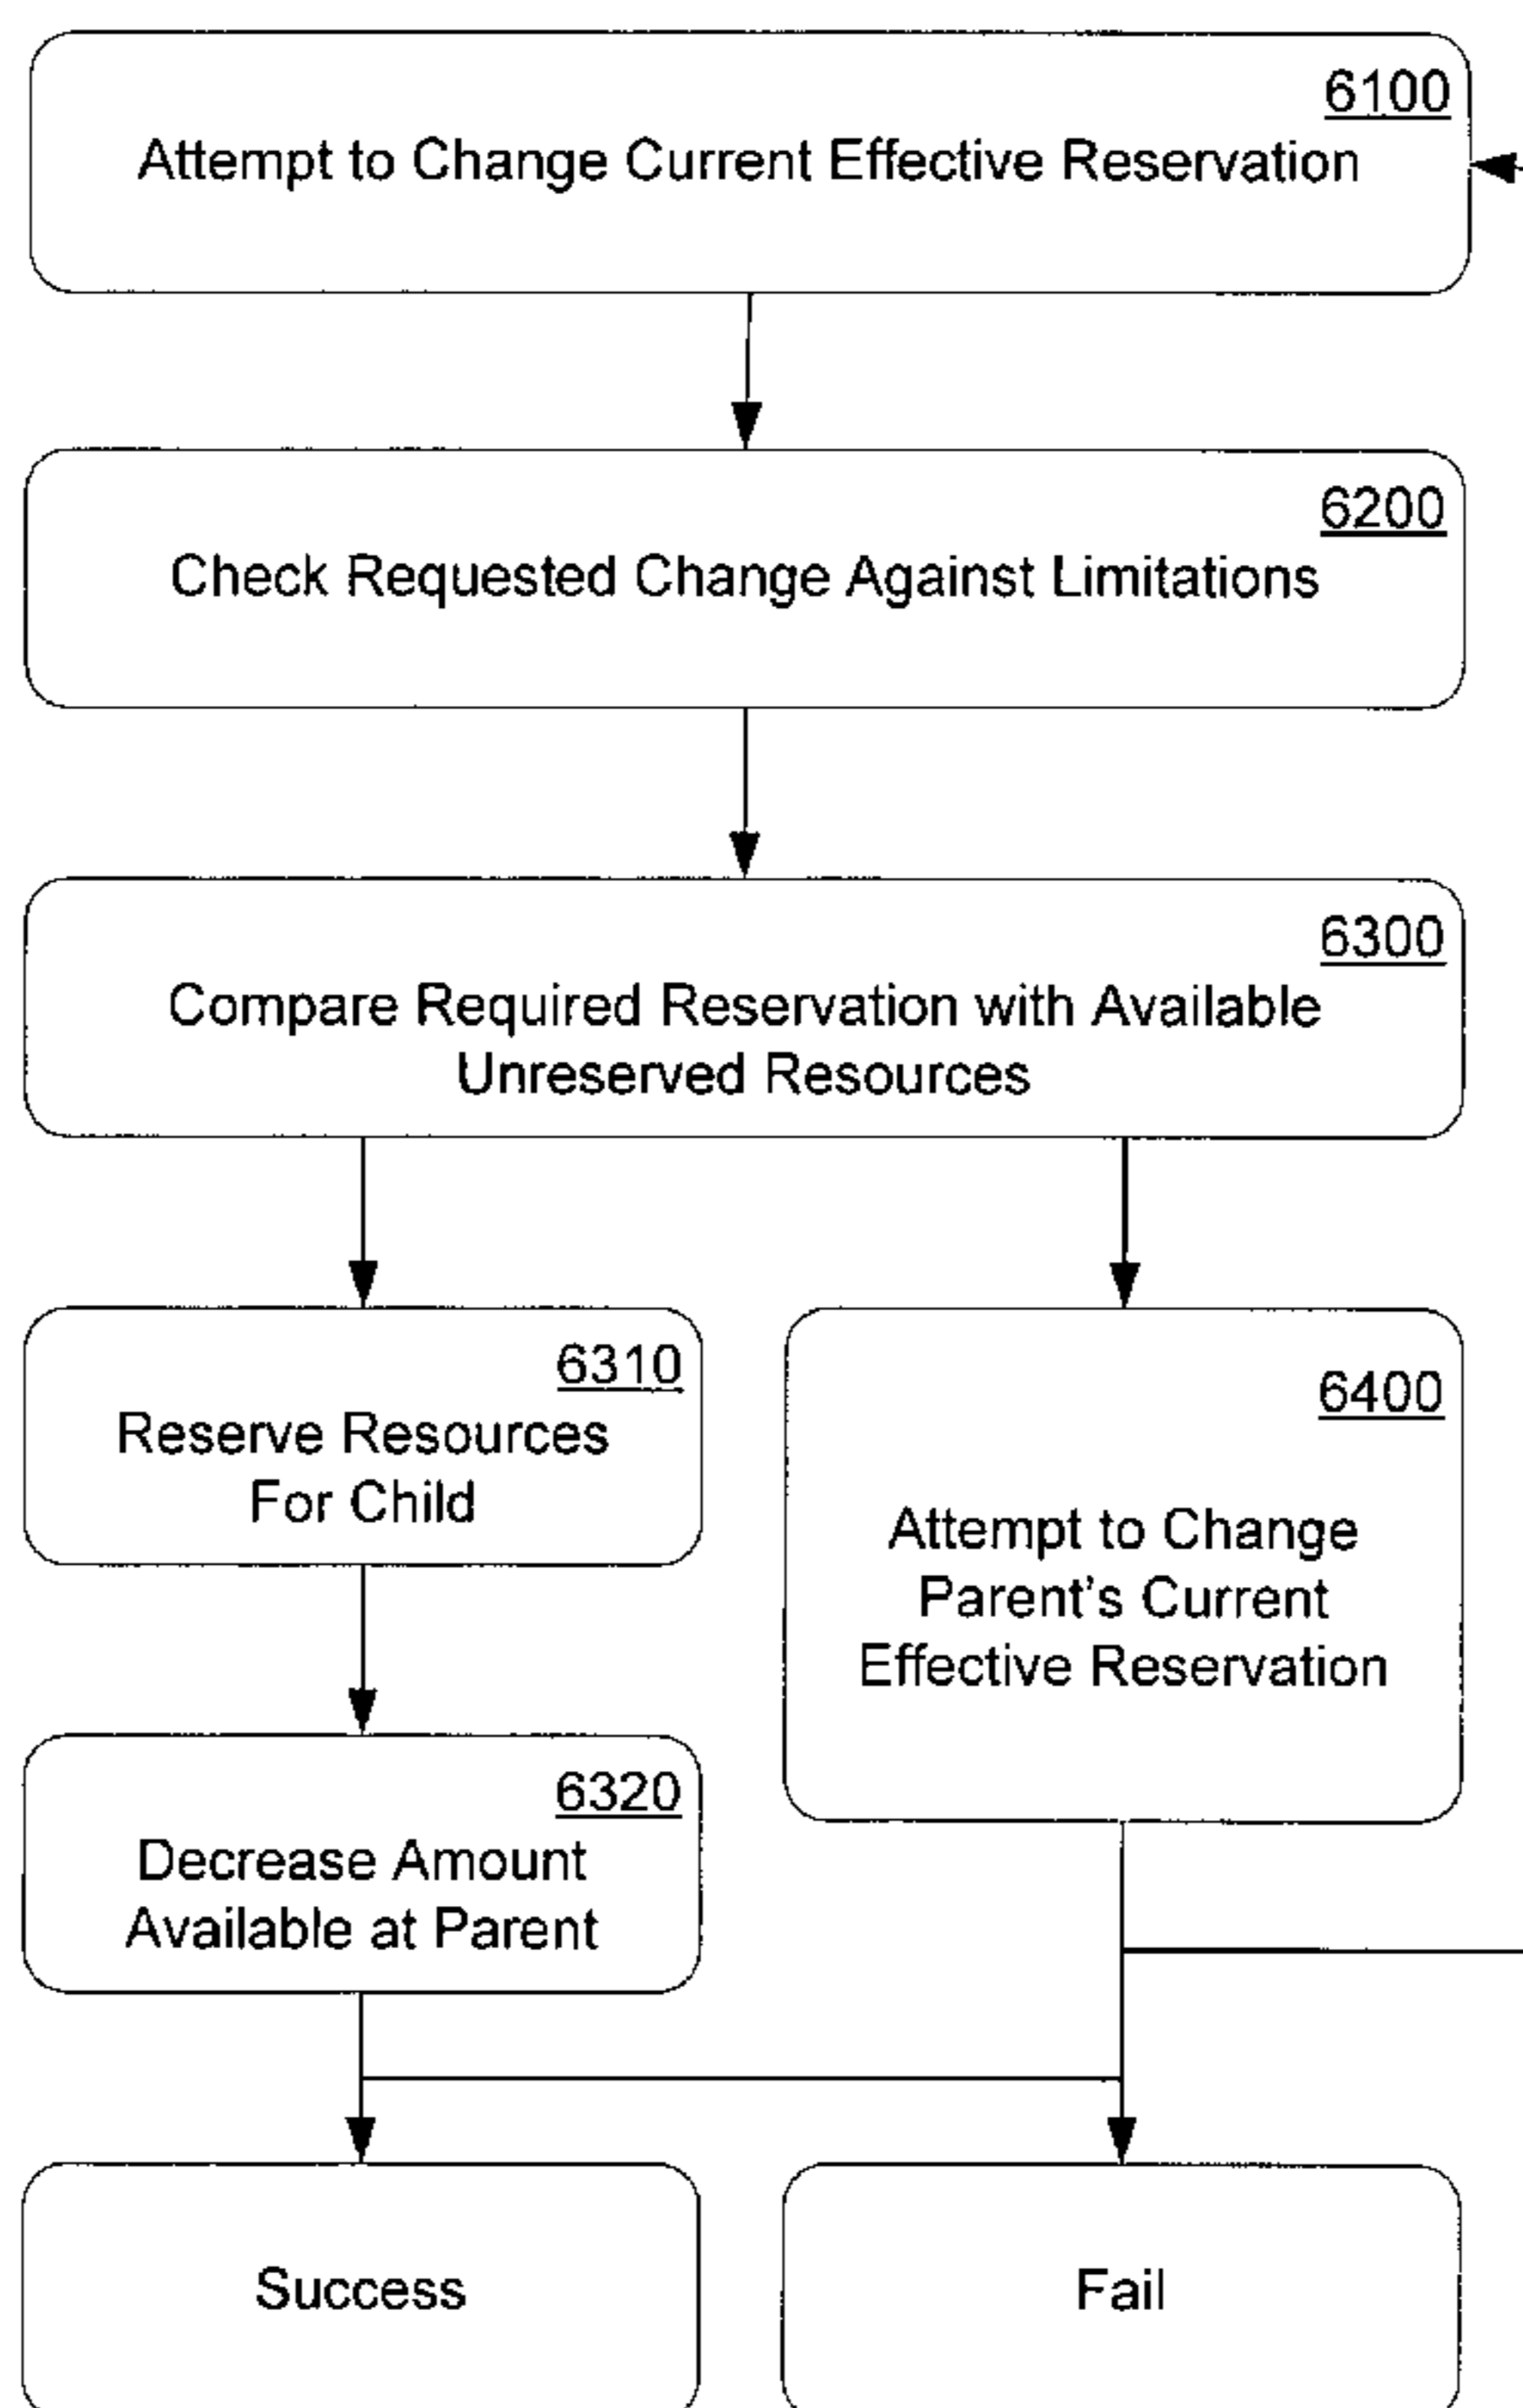 6100
Attempt to Change Current Effective Reservation
6200
Check Requested Change Against Limitations
6300
Compare Required Reservation with Available
Unreserved Resources
6310
Reserve Resources
For Child
6400
Attempt to Change
Parent's Current
Effective Reservation
6320
Decrease Amount
Available at Parent
Success
Fail